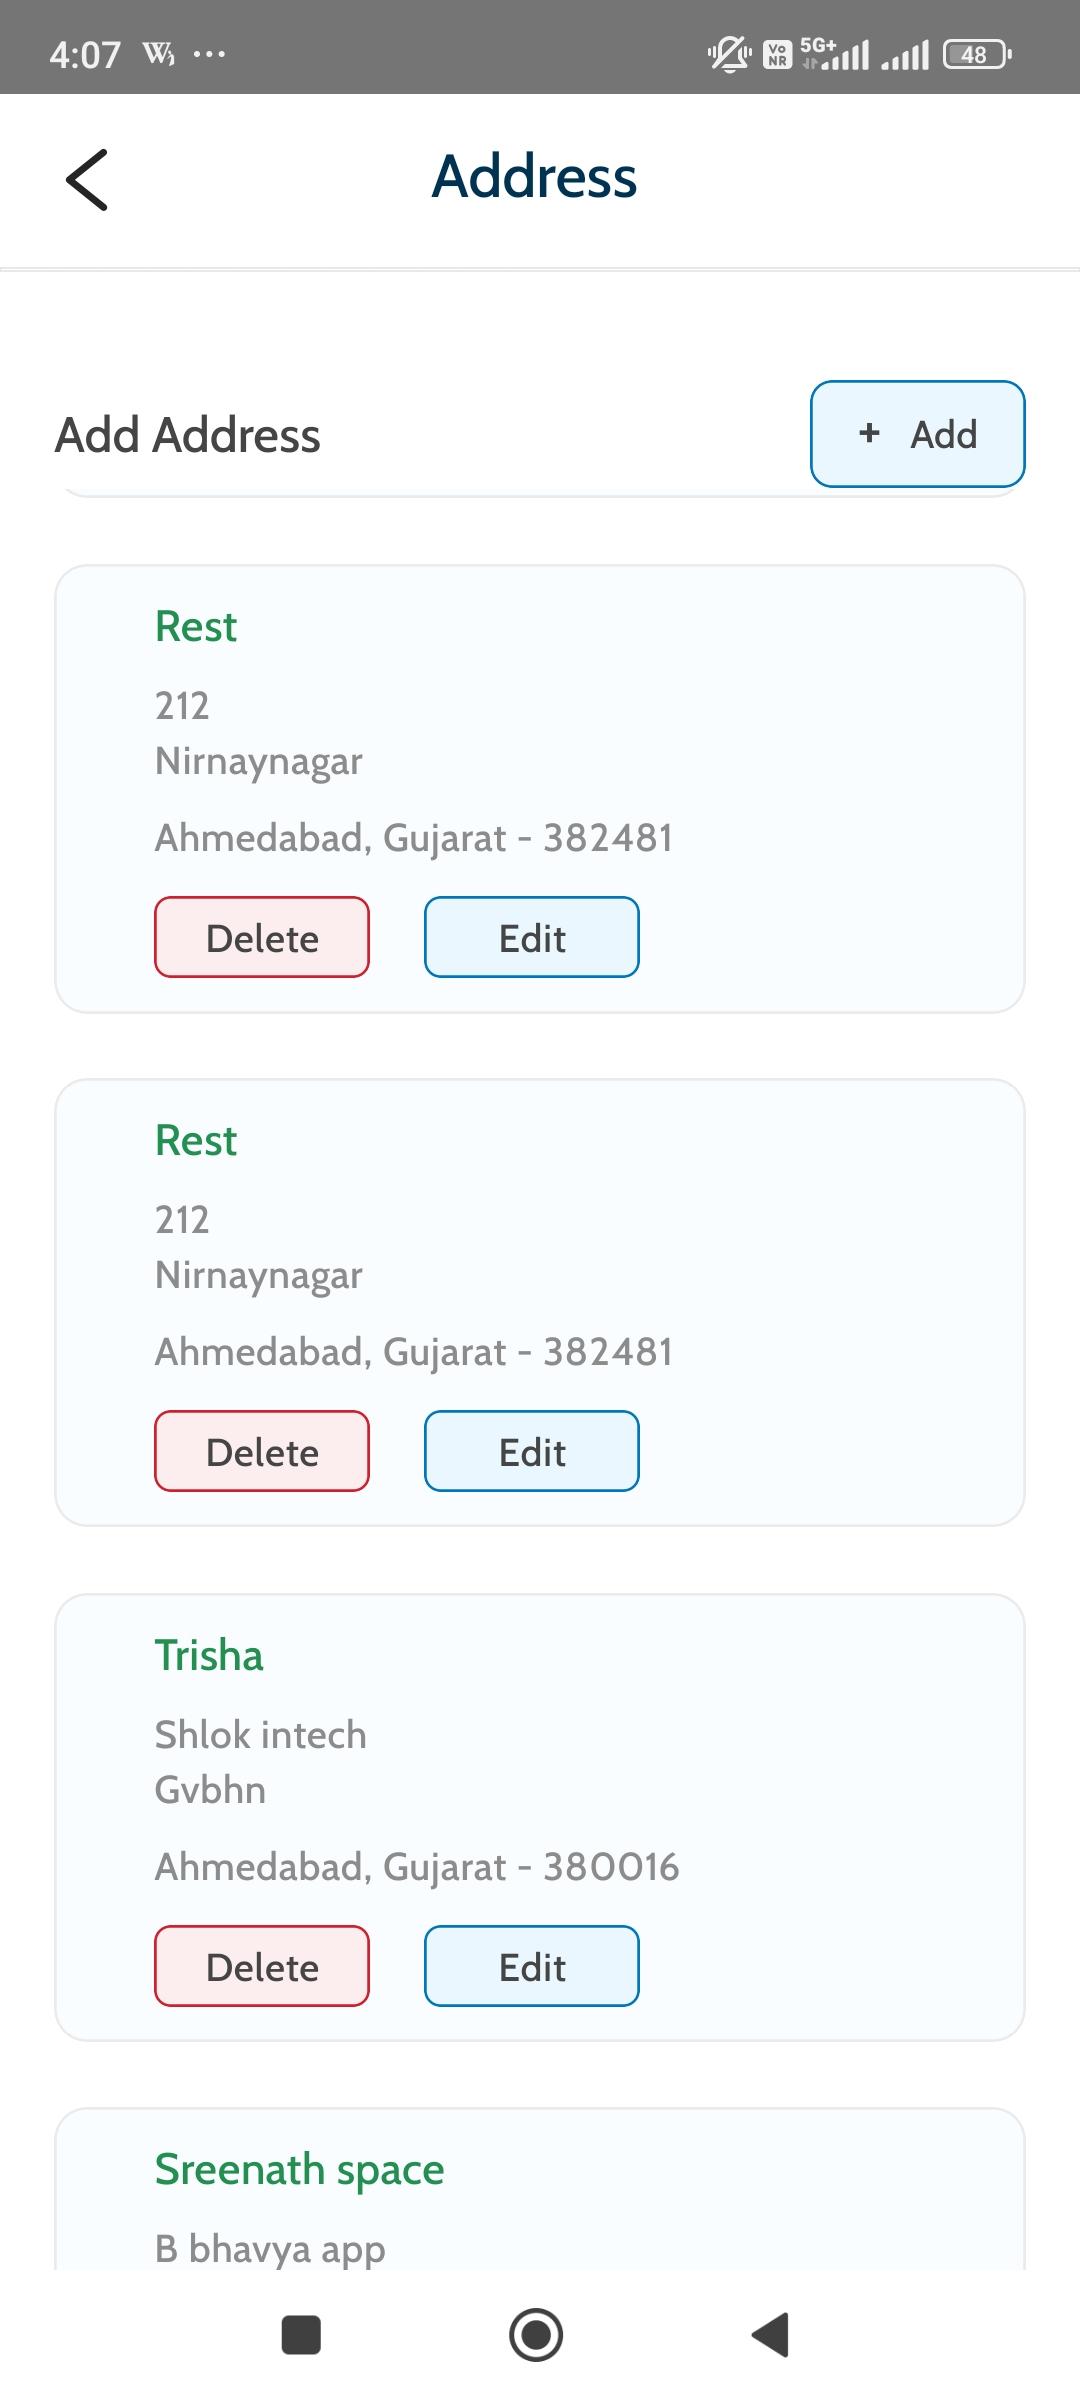 4:07 W ...
Vo NR 5G+ 48
Address
Add Address
+ Add
Rest
212
Nirnaynagar
Ahmedabad, Gujarat - 382481
Delete Edit
Rest
212
Nirnaynagar
Ahmedabad, Gujarat - 382481
Delete Edit
Trisha
Shlok intech
Gvbhn
Ahmedabad, Gujarat - 380016
Delete Edit
Sreenath space
B bhavya app